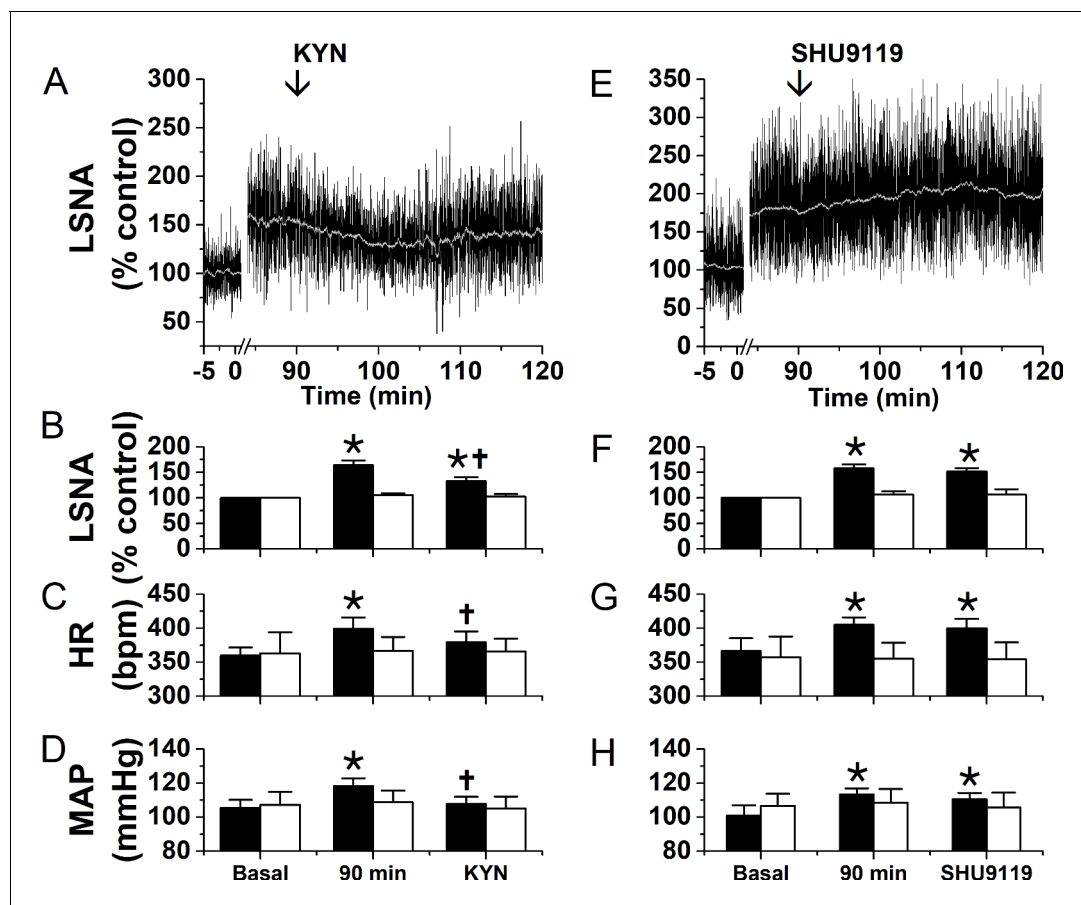 KYN
A
300
250
200
150
100
50
LSNA
(% control)
-5 0 90 100 110 120
Time (min)
SHU9119
E
350
300
250
200
150
100
50
0
-5 0 90 100 110 120
Time (min)
B
200
150
100
50
0
LSNA
(% control)
* *†
F
200
150
100
50
0
* *
C
450
400
350
300
HR
(bpm)
* †
G
450
400
350
300
* *
D
140
120
100
80
MAP
(mmHg)
* †
Basal 90 min KYN
H
140
120
100
80
* *
Basal 90 min SHU9119